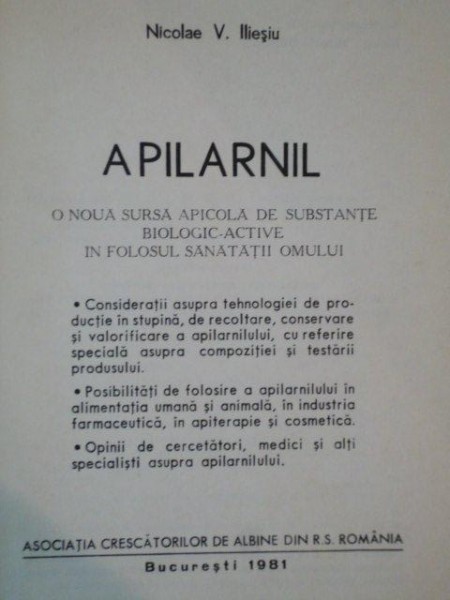 Nicolae V. Ilieşiu
APILARNIL
O NOUĂ SURSĂ APICOLĂ DE SUBSTANŢE
BIOLOGIC-ACTIVE
IN FOLOSUL SĂNĂTĂŢII OMULUI
• Consideraţii asupra tehnologiei de pro-
ducţie în stupină, de recoltare, conservare
şi valorificare a apilarnilului, cu referire
specială asupra compoziţiei şi testării
produsului.
• Posibilităţi de folosire a apilarnilului în
alimentaţia umană şi animală, în industria
farmaceutică, în apiterapie şi cosmetică.
• Opinii de cercetători, medici şi alţi
specialişti asupra apilarnilului.
ASOCIAŢIA CRESCĂTORILOR DE ALBINE DIN R.S. ROMÂNIA
Bucureşti 1981